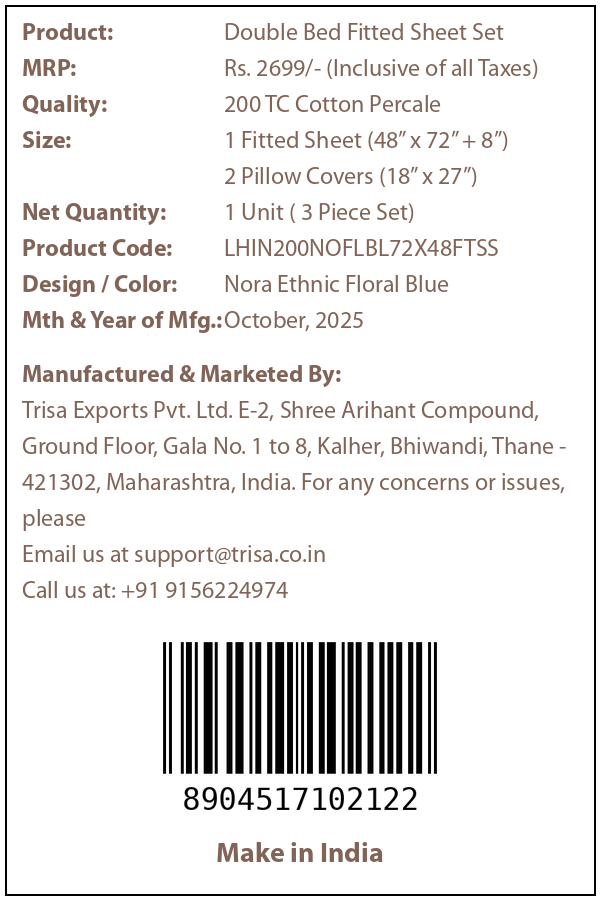 Product: Double Bed Fitted Sheet Set
MRP: Rs. 2699/- (Inclusive of all Taxes)
Quality: 200 TC Cotton Percale
Size: 1 Fitted Sheet (48” x 72” + 8”)
2 Pillow Covers (18” x 27”)
Net Quantity: 1 Unit ( 3 Piece Set)
Product Code: LHIN200NOFLBL72X48FTSS
Design / Color: Nora Ethnic Floral Blue
Mth & Year of Mfg.: October, 2025
Manufactured & Marketed By:
Trisa Exports Pvt. Ltd. E-2, Shree Arihant Compound,
Ground Floor, Gala No. 1 to 8, Kalher, Bhiwandi, Thane -
421302, Maharashtra, India. For any concerns or issues,
please
Email us at support@trisa.co.in
Call us at: +91 9156224974
8904517102122
Make in India